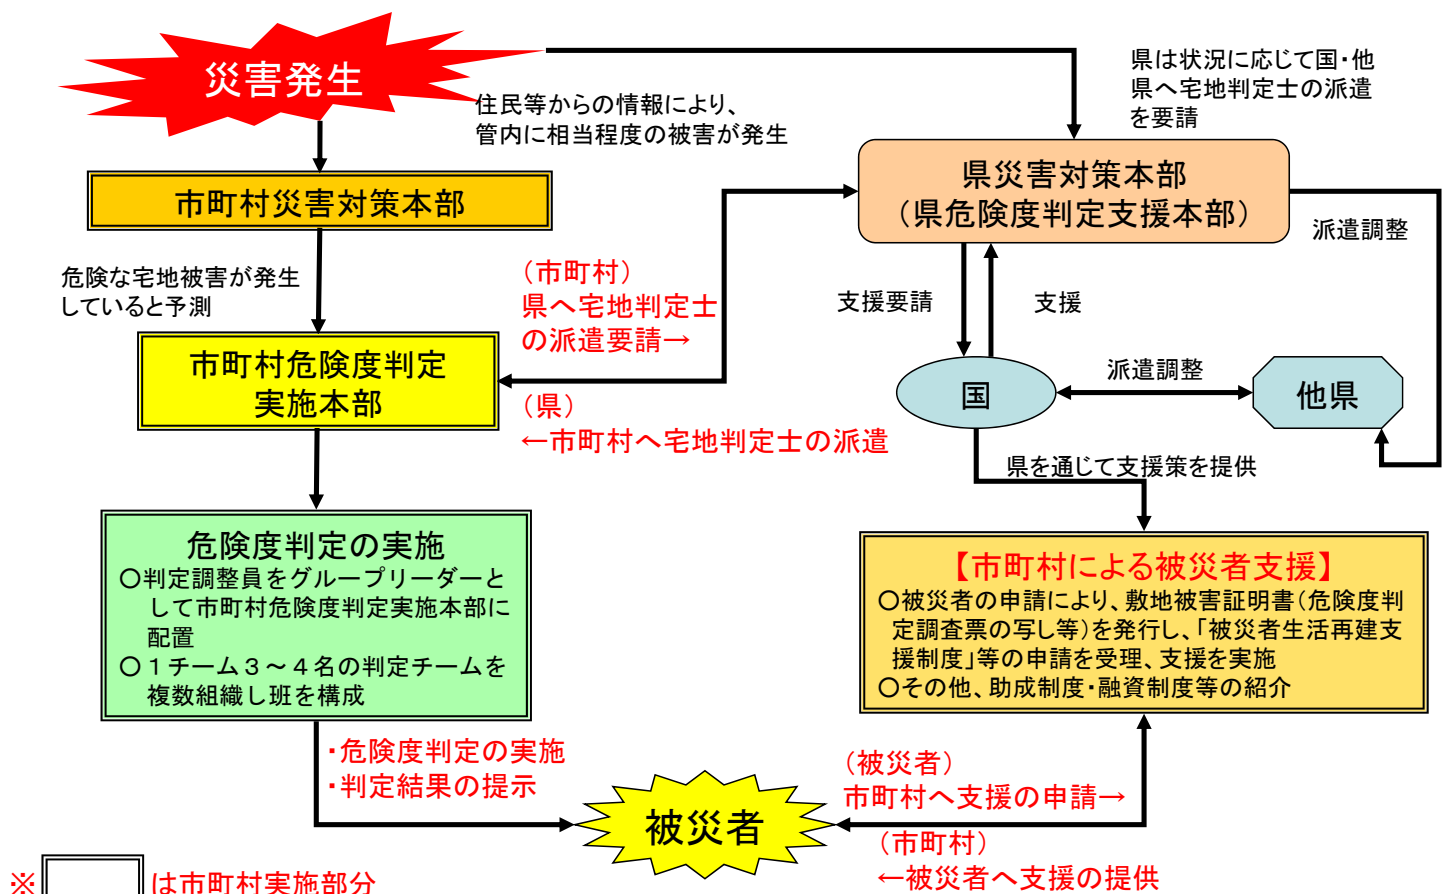 災害発生
住民等からの情報により、
管内に相当程度の被害が発生
県は状況に応じて国・他
県へ宅地判定士の派遣
を要請
市町村災害対策本部
県災害対策本部
（県危険度判定支援本部）
派遣調整
危険な宅地被害が発生
していると予測
（市町村）
県へ宅地判定士
の派遣要請→
支援要請
支援
市町村危険度判定
実施本部
（県）
←市町村へ宅地判定士の派遣
国
派遣調整
他県
県を通じて支援策を提供
危険度判定の実施
○判定調整員をグループリーダーと
して市町村危険度判定実施本部に
配置
○１チーム３～４名の判定チームを
複数組織し班を構成
【市町村による被災者支援】
○被災者の申請により、敷地被害証明書（危険度判
定調査票の写し等）を発行し、「被災者生活再建支
援制度」等の申請を受理、支援を実施
○その他、助成制度・融資制度等の紹介
・危険度判定の実施
・判定結果の提示
被災者
（被災者）
市町村へ支援の申請→
（市町村）
←被災者へ支援の提供
※ は市町村実施部分